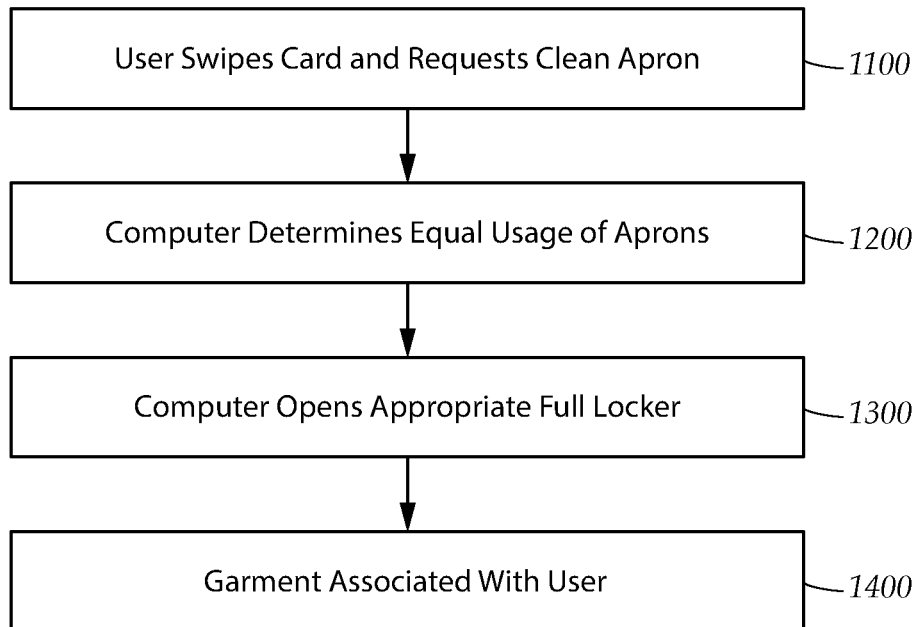 User Swipes Card and Requests Clean Apron
1100
Computer Determines Equal Usage of Aprons
1200
Computer Opens Appropriate Full Locker
1300
Garment Associated With User
1400